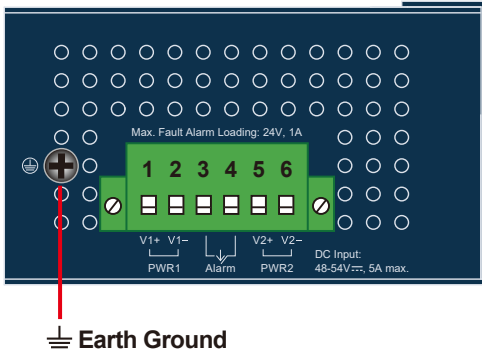 Max. Fault Alarm Loading: 24V, 1A
1 2 3 4 5 6
V1+ V1– V2+ V2–
PWR1 Alarm PWR2
DC Input:
48-54V⎓, 5A max.
Earth Ground